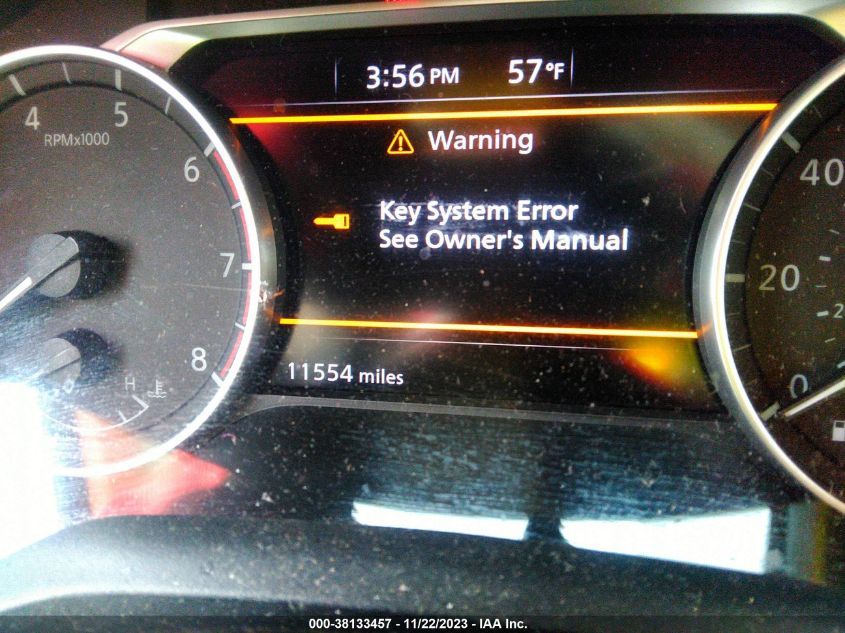 3:56 PM 57°F
Warning
Key System Error
See Owner's Manual
11554 miles
4
5
RPMx1000
6
7
8
H
40
20
2
0
000-38133457 - 11/22/2023 - IAA Inc.